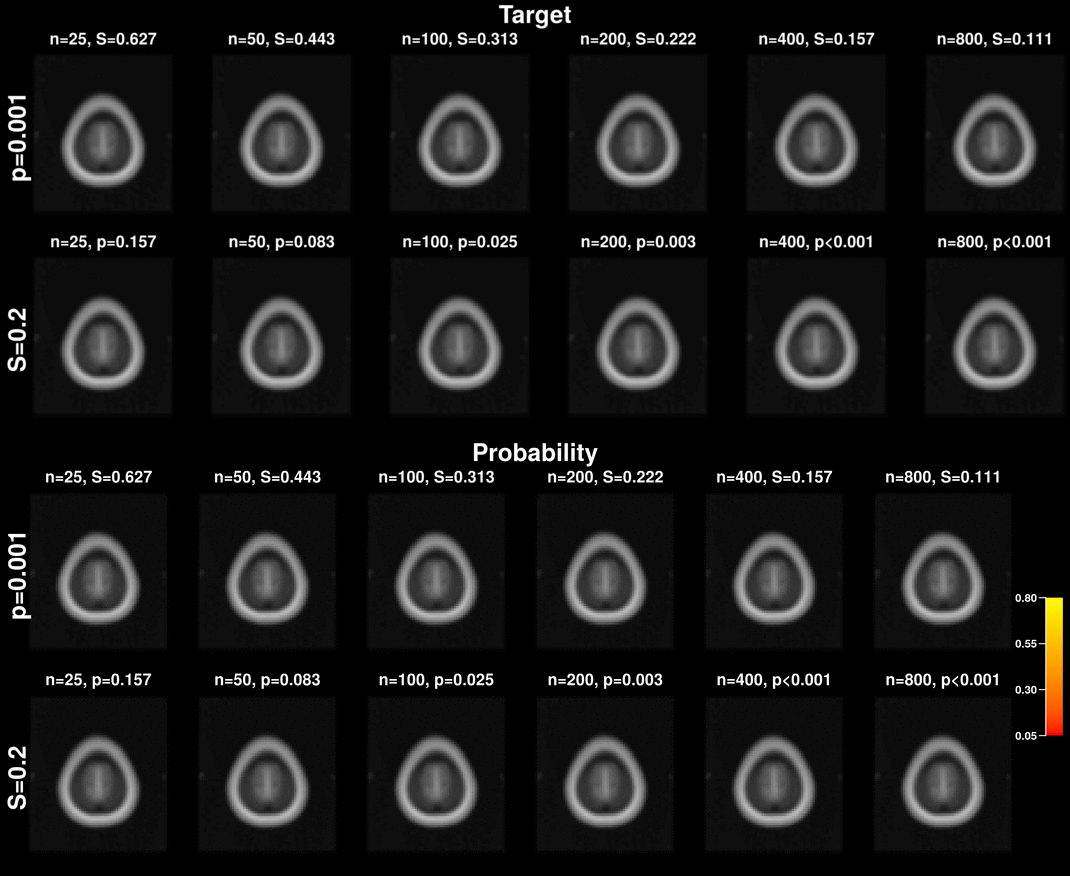 Target
n=25, S=0.627 n=50, S=0.443 n=100, S=0.313 n=200, S=0.222 n=400, S=0.157 n=800, S=0.111
p=0.001
n=25, p=0.157 n=50, p=0.083 n=100, p=0.025 n=200, p=0.003 n=400, p<0.001 n=800, p<0.001
S=0.2
Probability
n=25, S=0.627 n=50, S=0.443 n=100, S=0.313 n=200, S=0.222 n=400, S=0.157 n=800, S=0.111
p=0.001
n=25, p=0.157 n=50, p=0.083 n=100, p=0.025 n=200, p=0.003 n=400, p<0.001 n=800, p<0.001
S=0.2
0.80
0.55
0.30
0.05